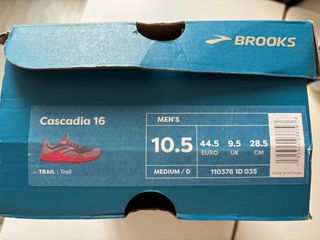 BROOKS
Cascadia 16
MEN'S
10.5 44.5 9.5 28.5
EURO UK CM
MEDIUM / D 110376 1D 035
TRAIL | Trail